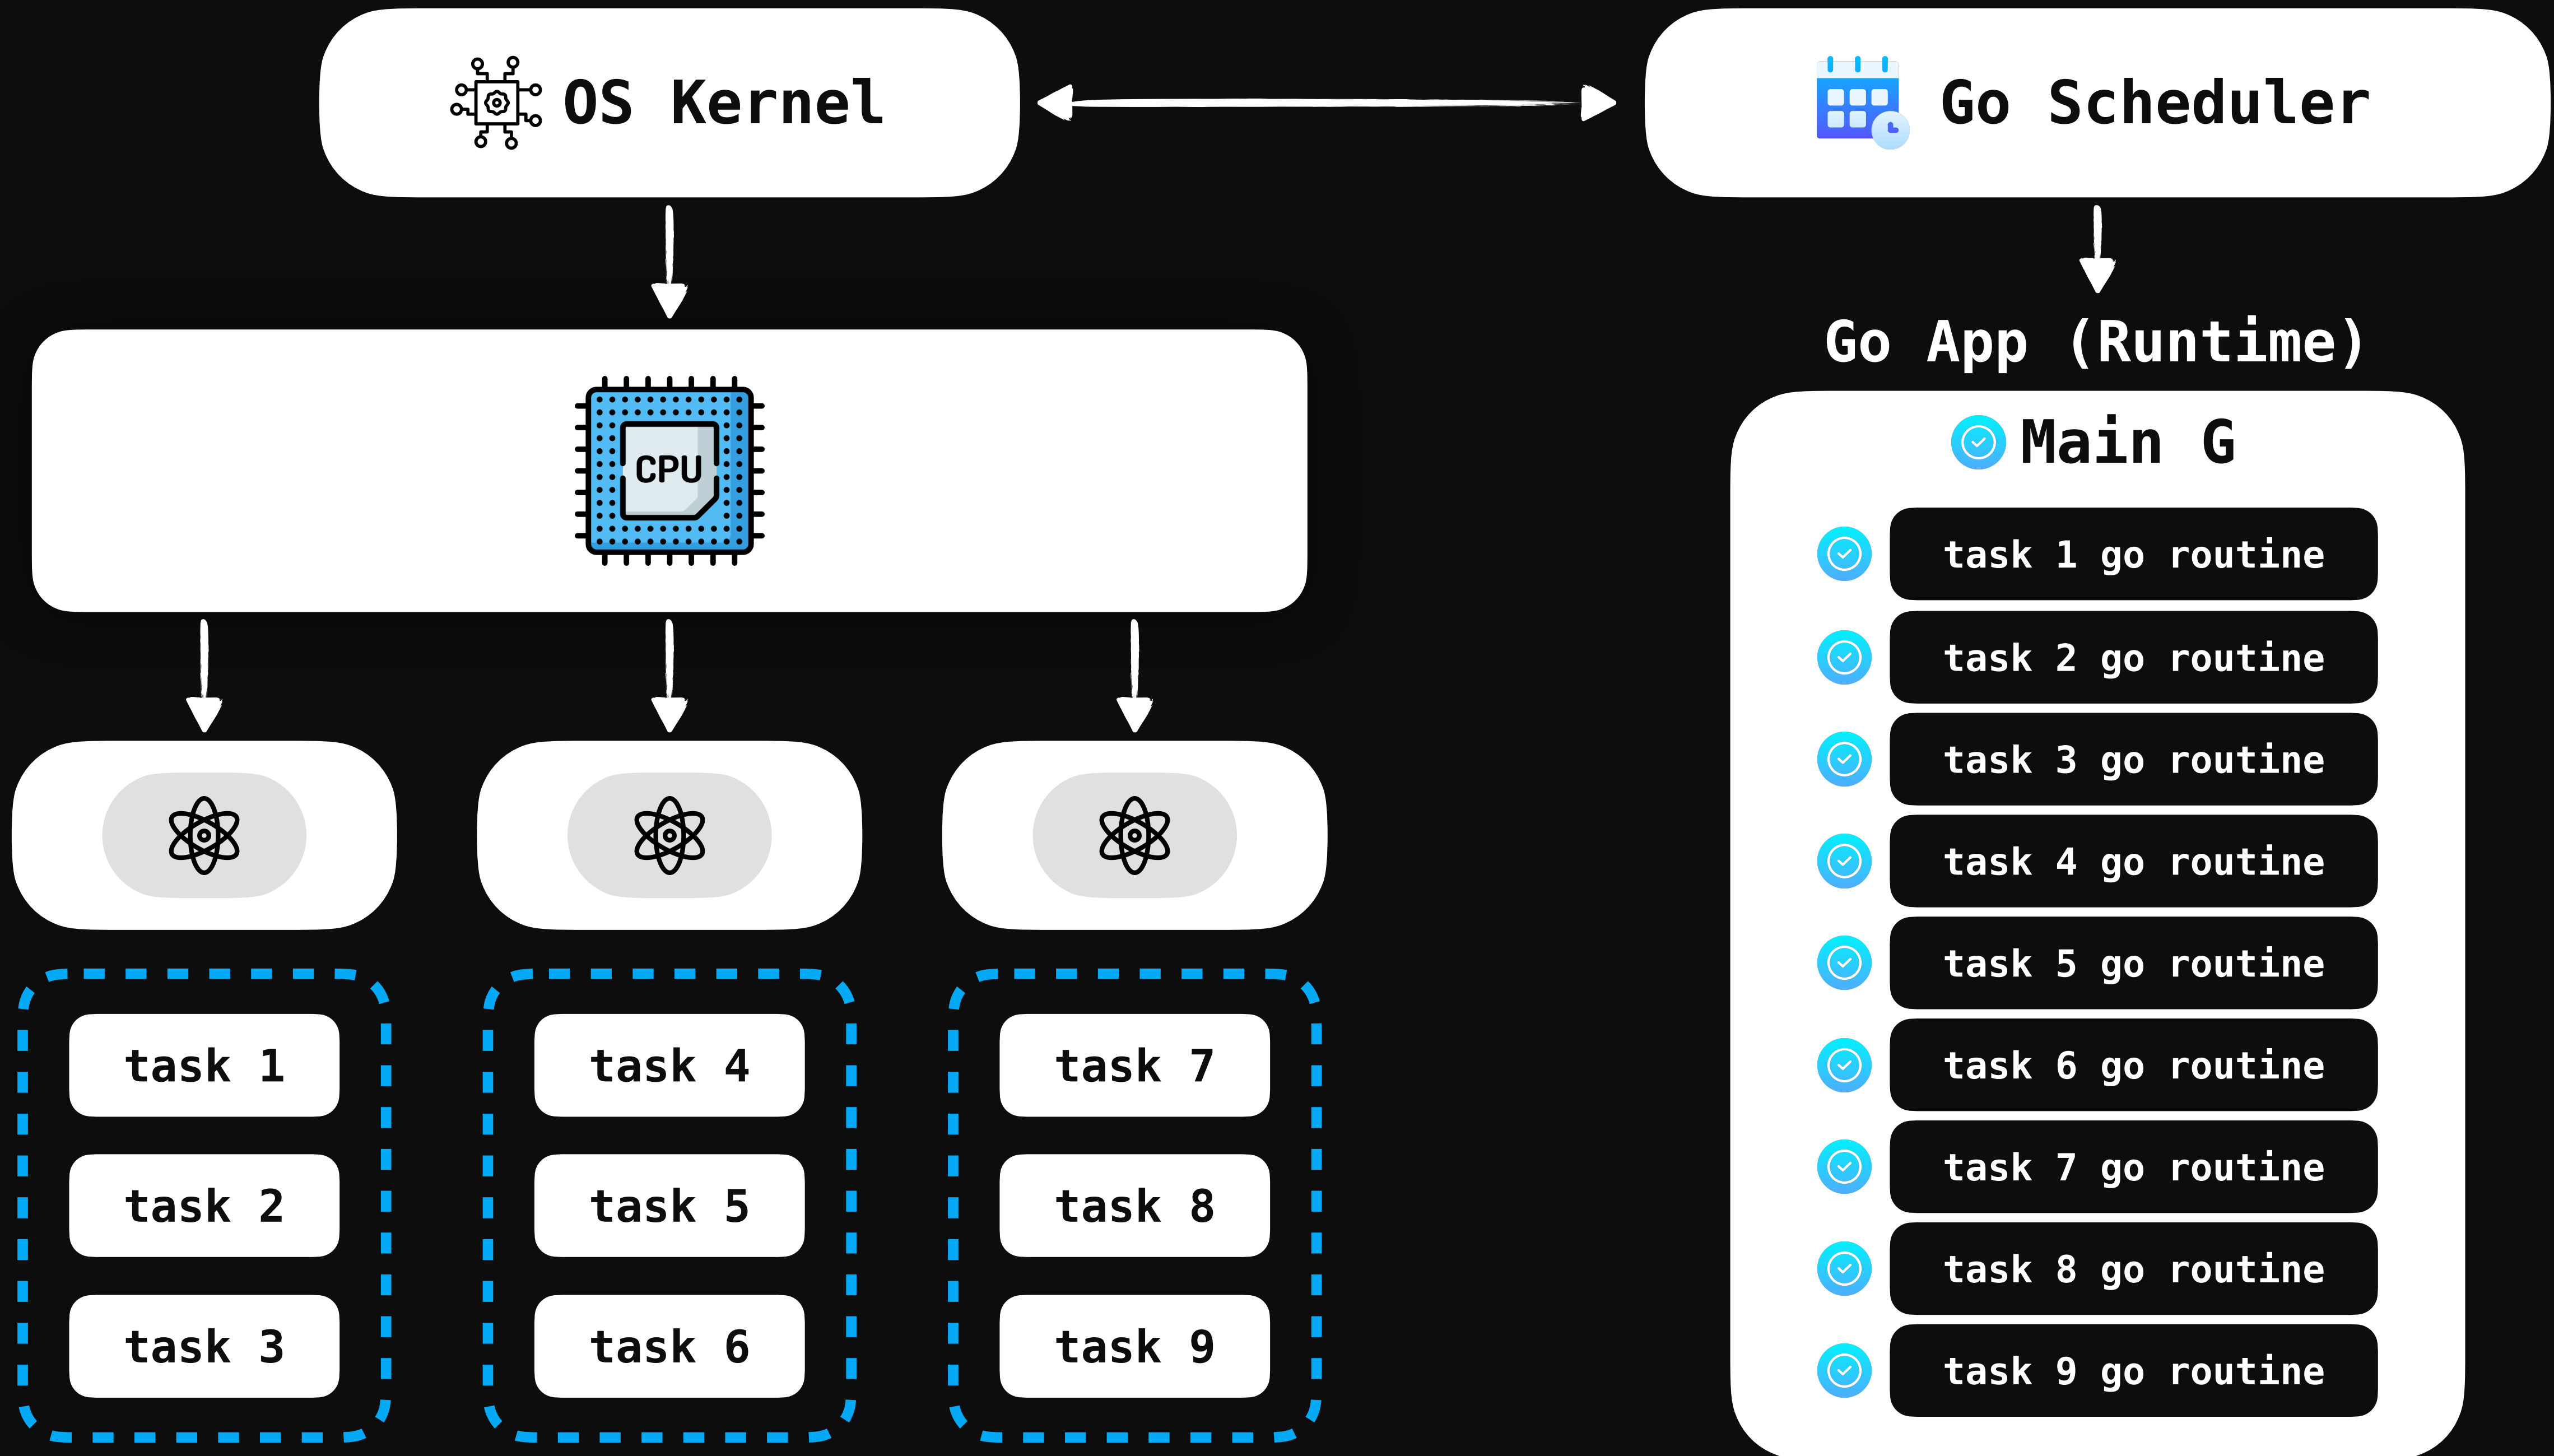 OS Kernel
Go Scheduler
CPU
task 1
task 2
task 3
task 4
task 5
task 6
task 7
task 8
task 9
Go App (Runtime)
Main G
task 1 go routine
task 2 go routine
task 3 go routine
task 4 go routine
task 5 go routine
task 6 go routine
task 7 go routine
task 8 go routine
task 9 go routine